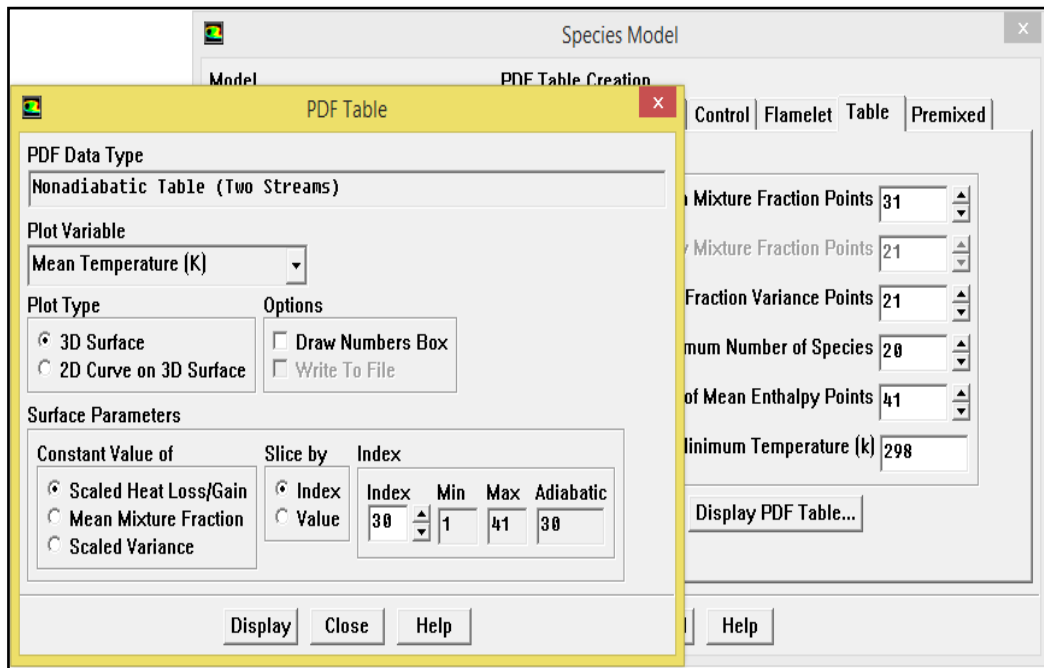 Species Model
x
Model
PDF Table Creation
Control
Flamelet
Table
Premixed
Mixture Fraction Points 31
Mixture Fraction Points 21
Fraction Variance Points 21
Number of Species 20
of Mean Enthalpy Points 41
Temperature (k) 298
Display PDF Table...
Help
PDF Table
x
PDF Data Type
Nonadiabatic Table (Two Streams)
Plot Variable
Mean Temperature (K)
Plot Type
Options
3D Surface
Draw Numbers Box
2D Curve on 3D Surface
Write To File
Surface Parameters
Constant Value of
Slice by
Index
Scaled Heat Loss/Gain
Mean Mixture Fraction
Scaled Variance
Index
Value
Index Min Max Adiabatic
30 1 41 30
Display
Close
Help